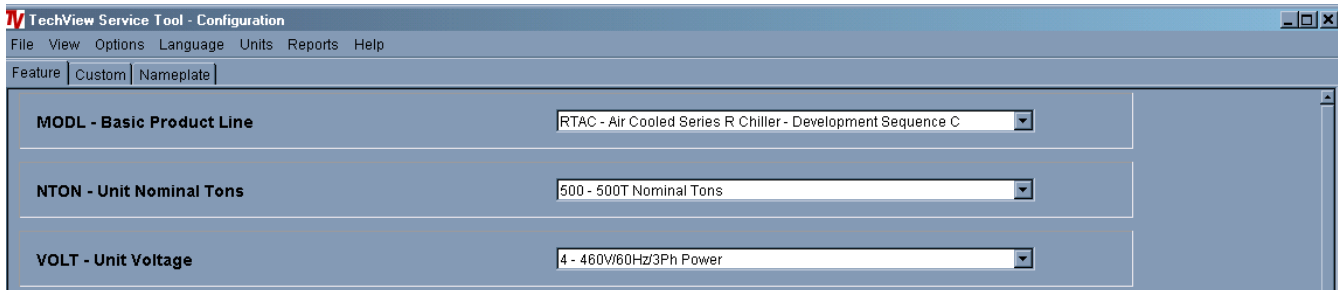 TV TechView Service Tool - Configuration
File View Options Language Units Reports Help
Feature Custom Nameplate
MODL - Basic Product Line RTAC - Air Cooled Series R Chiller - Development Sequence C
NTON - Unit Nominal Tons 500 - 500T Nominal Tons
VOLT - Unit Voltage 4 - 460V/60Hz/3Ph Power